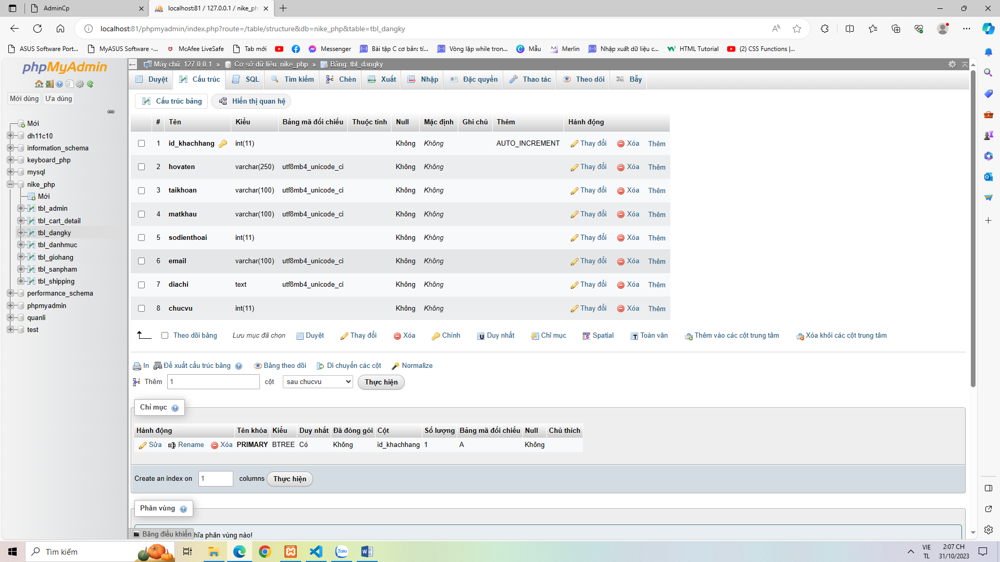 AdminCp
localhost:81 / 127.0.0.1 / nike_ph
localhost:81/phpmyadmin/index.php?route=/table/structure&db=nike_php&table=tbl_dangky
ASUS Software Port...
MyASUS Software -...
McAfee LiveSafe
Tab mới
Messenger
Bài tập C cơ bản: tí...
Vòng lặp while tron...
Mẫu
Merlin
Nhập xuất dữ liệu c...
HTML Tutorial
(2) CSS Functions |...
phpMyAdmin
Mới dùng Ưa dùng
Mới
dh11c10
information_schema
keyboard_php
mysql
nike_php
Mới
tbl_admin
tbl_cart_detail
tbl_dangky
tbl_danhmuc
tbl_giohang
tbl_sanpham
tbl_shipping
performance_schema
phpmyadmin
quanli
test
Máy chủ: 127.0.0.1 » Cơ sở dữ liệu: nike_php » Bảng: tbl_dangky
Duyệt Cấu trúc SQL Tìm kiếm Chèn Xuất Nhập Đặc quyền Thao tác Theo dõi Bẫy
Cấu trúc bảng Hiển thị quan hệ
# Tên Kiểu Bảng mã đối chiếu Thuộc tính Null Mặc định Ghi chú Thêm Hành động
1 id_khachhang int(11) Không Không AUTO_INCREMENT Thay đổi Xóa Thêm
2 hovaten varchar(250) utf8mb4_unicode_ci Không Không Thay đổi Xóa Thêm
3 taikhoan varchar(100) utf8mb4_unicode_ci Không Không Thay đổi Xóa Thêm
4 matkhau varchar(100) utf8mb4_unicode_ci Không Không Thay đổi Xóa Thêm
5 sodienthoai int(11) Không Không Thay đổi Xóa Thêm
6 email varchar(100) utf8mb4_unicode_ci Không Không Thay đổi Xóa Thêm
7 diachi text utf8mb4_unicode_ci Không Không Thay đổi Xóa Thêm
8 chucvu int(11) Không Không Thay đổi Xóa Thêm
Theo dõi bảng Lưu mục đã chọn Duyệt Thay đổi Xóa Chính Duy nhất Chỉ mục Spatial Toàn văn Thêm vào các cột trung tâm Xóa khỏi các cột trung tâm
In Đề xuất cấu trúc bảng Bảng theo dõi Di chuyển các cột Normalize
Thêm 1 cột sau chucvu Thực hiện
Chỉ mục
Hành động Tên khóa Kiểu Duy nhất Đã đóng gói Cột Số lượng Bảng mã đối chiếu Null Chú thích
Sửa Rename Xóa PRIMARY BTREE Có Không id_khachhang 1 A Không
Create an index on 1 columns Thực hiện
Phân vùng
Bảng điều khiển hĩa phân vùng nào!
Tìm kiếm
Zalo
VIE
TL
2:07 CH
31/10/2023